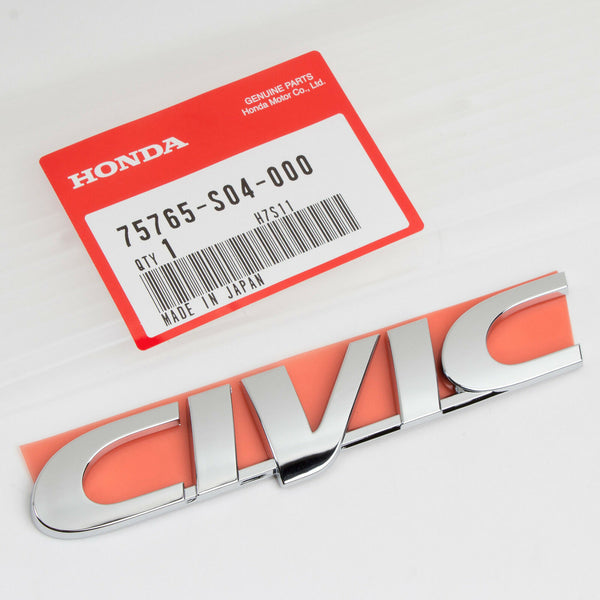 GENUINE PARTS
Honda Motor Co., Ltd.
HONDA
75765-S04-000
QTY 1
H7S11
MADE IN JAPAN
CIVIC